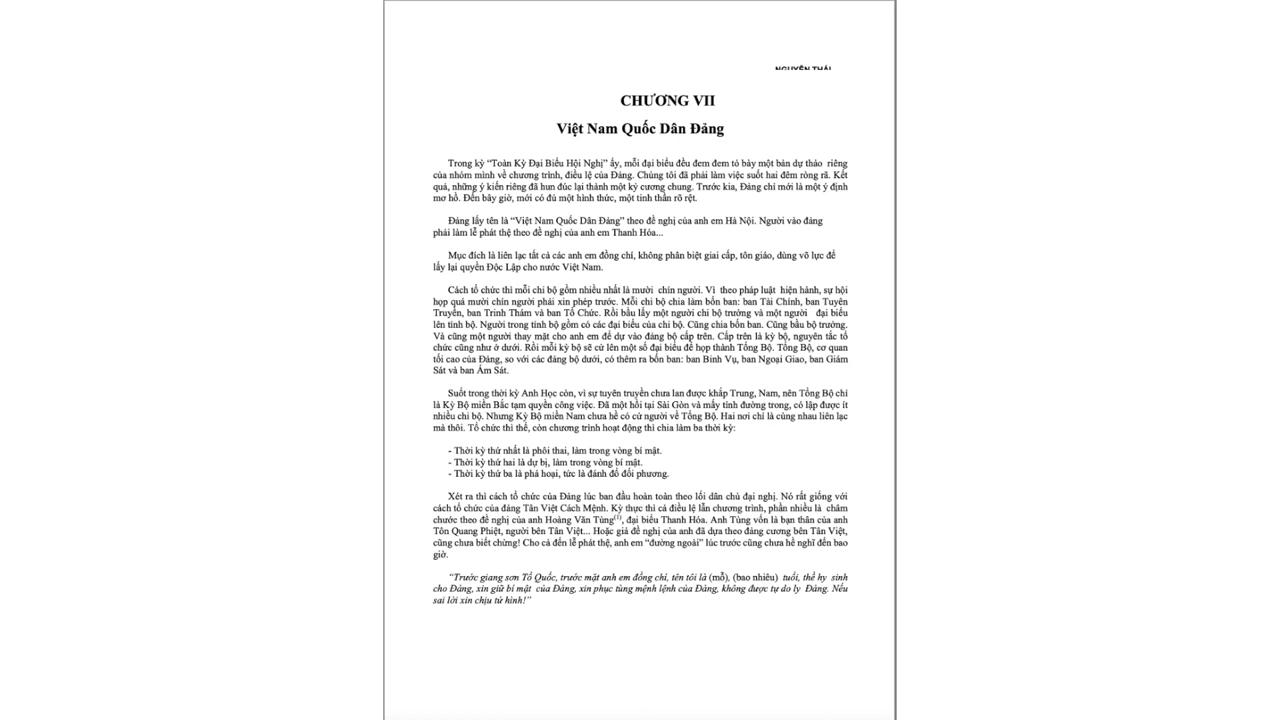 NGUYỄN THÁI
CHƯƠNG VII
Việt Nam Quốc Dân Đảng
Trong kỳ “Toàn Kỳ Đại Biểu Hội Nghị” ấy, mỗi đại biểu đều đem đem tỏ bày một bản dự thảo riêng
của nhóm mình về chương trình, điều lệ của Đảng. Chúng tôi đã phải làm việc suốt hai đêm ròng rã. Kết
quả, những ý kiến riêng đã hun đúc lại thành một kỷ cương chung. Trước kia, Đảng chỉ mới là một ý định
mơ hồ. Đến bây giờ, mới có đủ một hình thức, một tinh thần rõ rệt.
Đảng lấy tên là “Việt Nam Quốc Dân Đảng” theo đề nghị của anh em Hà Nội. Người vào đảng
phải làm lễ phát thệ theo đề nghị của anh em Thanh Hóa...
Mục đích là liên lạc tất cả các anh em đồng chí, không phân biệt giai cấp, tôn giáo, dùng võ lực để
lấy lại quyền Độc Lập cho nước Việt Nam.
Cách tổ chức thì mỗi chi bộ gồm nhiều nhất là mười chín người. Vì theo pháp luật hiện hành, sự hội
họp quá mười chín người phải xin phép trước. Mỗi chi bộ chia làm bốn ban: ban Tài Chính, ban Tuyên
Truyền, ban Trinh Thám và ban Tổ Chức. Rồi bầu lấy một người chi bộ trưởng và một người đại biểu
lên tỉnh bộ. Người trong tỉnh bộ gồm có các đại biểu của chi bộ. Cũng chia bốn ban. Cũng bầu bộ trưởng.
Và cũng một người thay mặt cho anh em để dự vào đảng bộ cấp trên. Cấp trên là kỳ bộ, nguyên tắc tổ
chức cũng như ở dưới. Rồi mỗi kỳ bộ sẽ cử lên một số đại biểu để họp thành Tổng Bộ. Tổng Bộ, cơ quan
tối cao của Đảng, so với các đảng bộ dưới, có thêm ra bốn ban: ban Binh Vụ, ban Ngoại Giao, ban Giám
Sát và ban Ám Sát.
Suốt trong thời kỳ Anh Học còn, vì sự tuyên truyền chưa lan được khắp Trung, Nam, nên Tổng Bộ chỉ
là Kỳ Bộ miền Bắc tạm quyền công việc. Đã một hồi tại Sài Gòn và mấy tỉnh đường trong, có lập được ít
nhiều chi bộ. Nhưng Kỳ Bộ miền Nam chưa hề có cử người về Tổng Bộ. Hai nơi chỉ là cùng nhau liên lạc
mà thôi. Tổ chức thì thế, còn chương trình hoạt động thì chia làm ba thời kỳ:
- Thời kỳ thứ nhất là phôi thai, làm trong vòng bí mật.
- Thời kỳ thứ hai là dự bị, làm trong vòng bí mật.
- Thời kỳ thứ ba là phá hoại, tức là đánh đổ đối phương.
Xét ra thì cách tổ chức của Đảng lúc ban đầu hoàn toàn theo lối dân chủ đại nghị. Nó rất giống với
cách tổ chức của đảng Tân Việt Cách Mệnh. Kỳ thực thì cả điều lệ lẫn chương trình, phần nhiều là châm
chước theo đề nghị của anh Hoàng Văn Tùng(1), đại biểu Thanh Hóa. Anh Tùng vốn là bạn thân của anh
Tôn Quang Phiệt, người bên Tân Việt... Hoặc giả đề nghị của anh đã dựa theo đảng cương bên Tân Việt,
cũng chưa biết chừng! Cho cả đến lễ phát thệ, anh em “đường ngoài” lúc trước cũng chưa hề nghĩ đến bao
giờ.
“Trước giang sơn Tổ Quốc, trước mặt anh em đồng chí, tên tôi là (mỗ), (bao nhiêu) tuổi, thề hy sinh
cho Đảng, xin giữ bí mật của Đảng, xin phục tùng mệnh lệnh của Đảng, không được tự do ly Đảng. Nếu
sai lời xin chịu tử hình!”